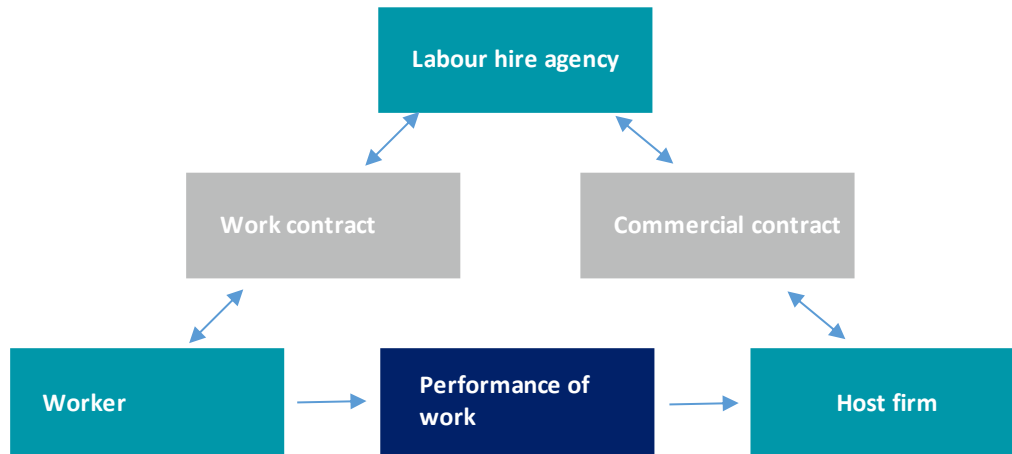 Labour hire agency
Work contract
Commercial contract
Worker
Performance of
work
Host firm